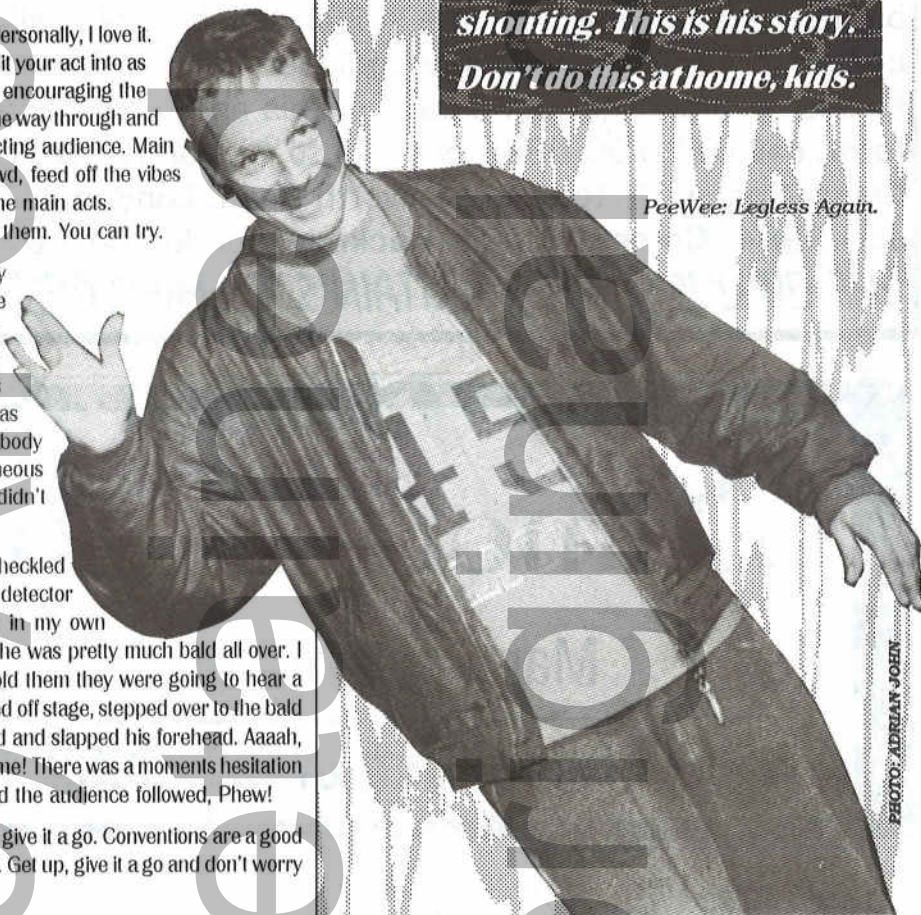 ersonally, I love it.
it your act into as
encouraging the
e way through and
cting audience. Main
wd, feed off the vibes
ne main acts.
them. You can try.
y
e
as
body
neous
didn't
heckled
detector
in my own
he was pretty much bald all over. I
old them they were going to hear a
d off stage, stepped over to the bald
d and slapped his forehead. Aaaah,
me! There was a moments hesitation
d the audience followed, Phew!
give it a go. Conventions are a good
. Get up, give it a go and don't worry
shouting. This is his story.
Don't do this at home, kids.
PeeWee: Legless Again.
PHOTO: ADRIAN JOHN